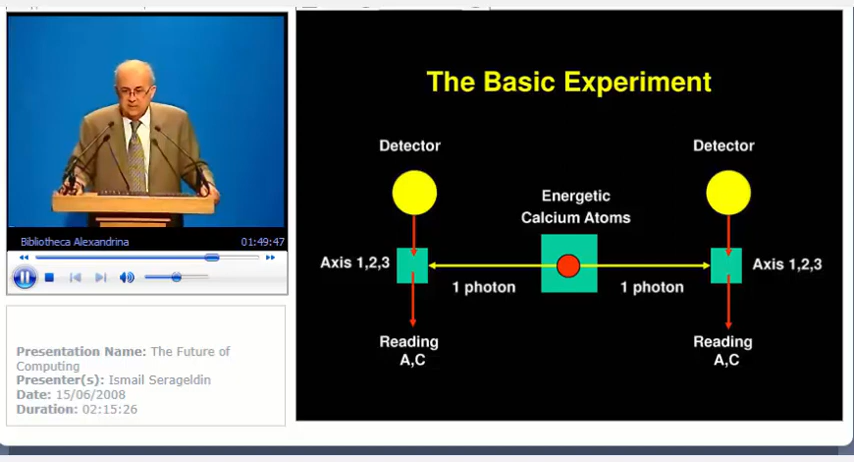 Bibliotheca Alexandrina
01:49:47
Presentation Name: The Future of
Computing
Presenter(s): Ismail Serageldin
Date: 15/06/2008
Duration: 02:15:26
The Basic Experiment
Detector
Detector
Energetic
Calcium Atoms
Axis 1,2,3
Axis 1,2,3
1 photon
1 photon
Reading
A,C
Reading
A,C